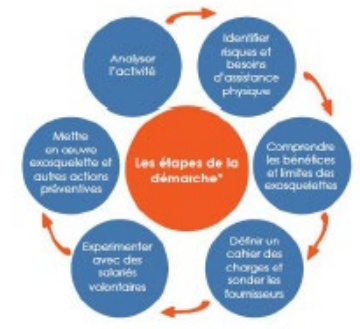 Analyser
l'activité
Identifier
risques et
besoins
d'assistance
physique
Comprendre
les bénéfices
et limites des
exosquelettes
Définir un
cahier des
charges et
sonder les
fournisseurs
Experimenter
avec des
salariés
volontaires
Mettre
en œuvre
exosquelette et
autres actions
préventives
Les étapes de la
démarche*